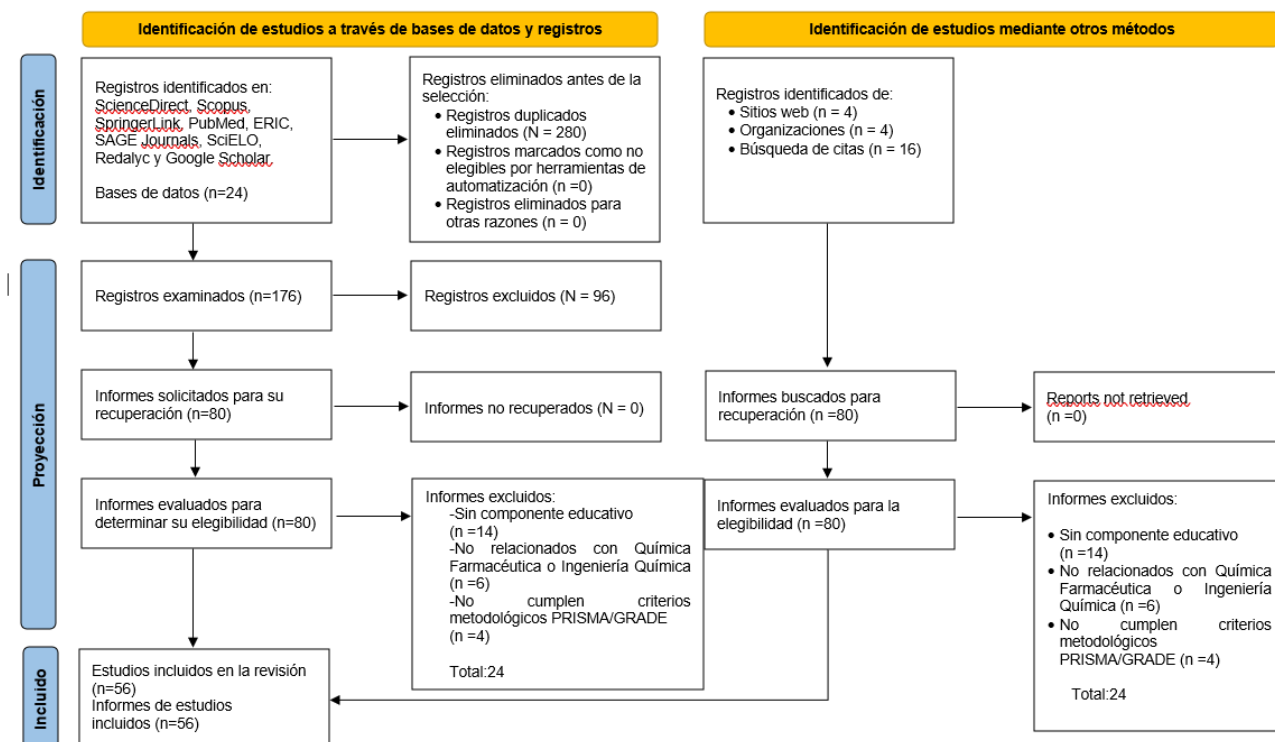 Identificación de estudios a través de bases de datos y registros
Identificación de estudios mediante otros métodos
Identificación
Registros identificados en:
ScienceDirect, Scopus,
SpringerLink, PubMed, ERIC,
SAGE Journals, SciELO,
Redalyc y Google Scholar.
Bases de datos (n=24)
Registros eliminados antes de la
selección:
• Registros duplicados
eliminados (N = 280)
• Registros marcados como no
elegibles por herramientas de
automatización (n =0)
• Registros eliminados para
otras razones (n = 0)
Registros identificados de:
• Sitios web (n = 4)
• Organizaciones (n = 4)
• Búsqueda de citas (n = 16)
Proyección
Registros examinados (n=176)
Registros excluidos (N = 96)
Informes solicitados para su
recuperación (n=80)
Informes no recuperados (N = 0)
Informes buscados para
recuperación (n =80)
Reports not retrieved
(n =0)
Informes evaluados para
determinar su elegibilidad (n=80)
Informes excluidos:
-Sin componente educativo
(n =14)
-No relacionados con Química
Farmacéutica o Ingeniería Química
(n =6)
-No cumplen criterios
metodológicos PRISMA/GRADE
(n =4)
Total:24
Informes evaluados para la
elegibilidad (n =80)
Informes excluidos:
• Sin componente educativo
(n =14)
• No relacionados con Química
Farmacéutica o Ingeniería
Química (n =6)
• No cumplen criterios
metodológicos
PRISMA/GRADE (n =4)
Total:24
Incluido
Estudios incluidos en la revisión
(n=56)
Informes de estudios
incluidos (n=56)